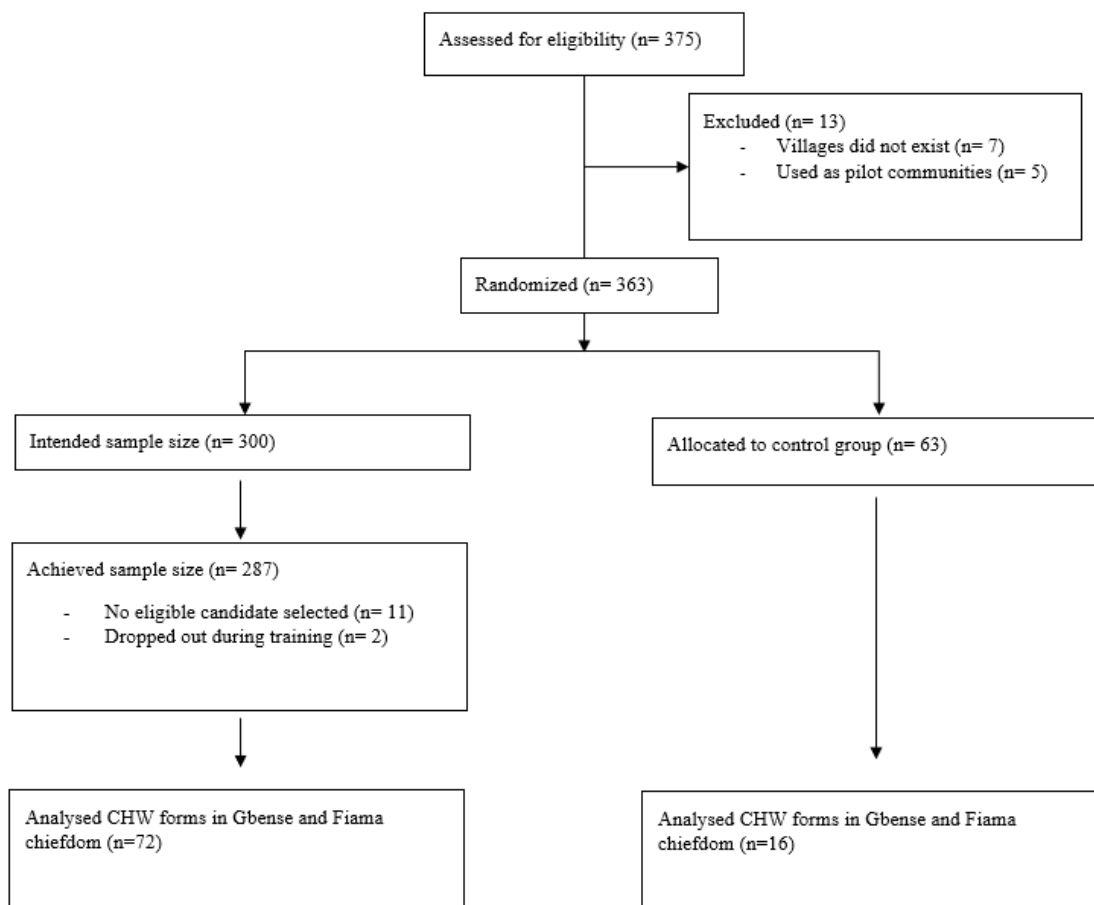 Assessed for eligibility (n= 375)
Excluded (n= 13)
- Villages did not exist (n= 7)
- Used as pilot communities (n= 5)
Randomized (n= 363)
Intended sample size (n= 300)
Allocated to control group (n= 63)
Achieved sample size (n= 287)
- No eligible candidate selected (n= 11)
- Dropped out during training (n= 2)
Analysed CHW forms in Gbense and Fiama
chiefdom (n=72)
Analysed CHW forms in Gbense and Fiama
chiefdom (n=16)